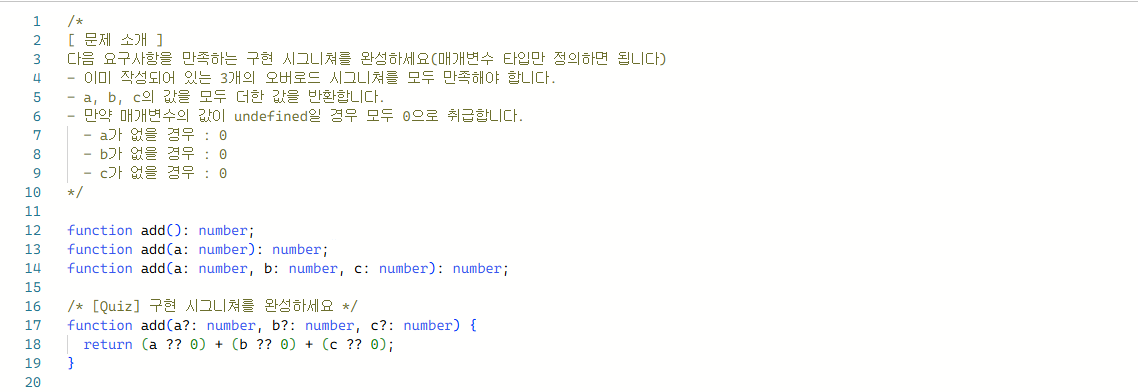 1 /*
2 [ 문제 소개 ]
3 다음 요구사항을 만족하는 구현 시그니쳐를 완성하세요(매개변수 타입만 정의하면 됩니다)
4 - 이미 작성되어 있는 3개의 오버로드 시그니쳐를 모두 만족해야 합니다.
5 - a, b, c의 값을 모두 더한 값을 반환합니다.
6 - 만약 매개변수의 값이 undefined일 경우 모두 0으로 취급합니다.
7   - a가 없을 경우 : 0
8   - b가 없을 경우 : 0
9   - c가 없을 경우 : 0
10 */
11
12 function add(): number;
13 function add(a: number): number;
14 function add(a: number, b: number, c: number): number;
15
16 /* [Quiz] 구현 시그니쳐를 완성하세요 */
17 function add(a?: number, b?: number, c?: number) {
18   return (a ?? 0) + (b ?? 0) + (c ?? 0);
19 }
20